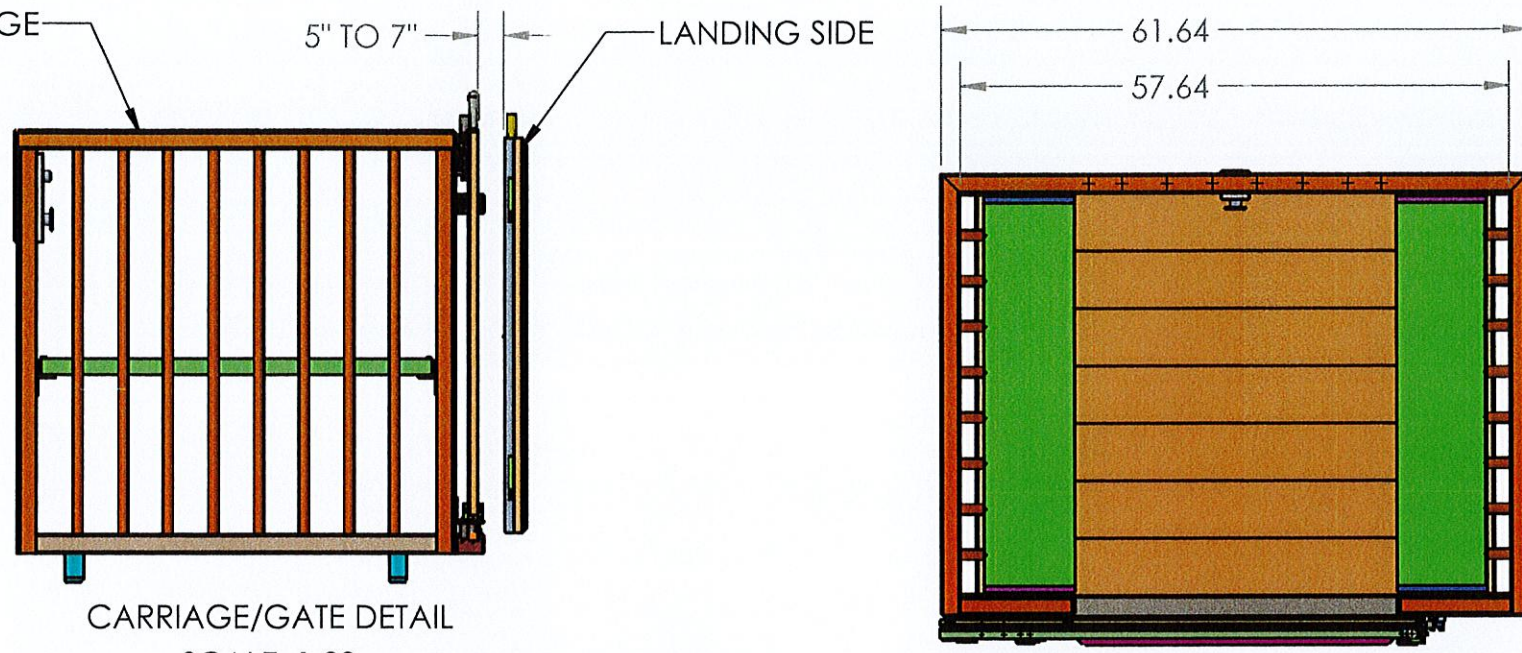 5" TO 7"
LANDING SIDE
61.64
57.64
CARRIAGE/GATE DETAIL